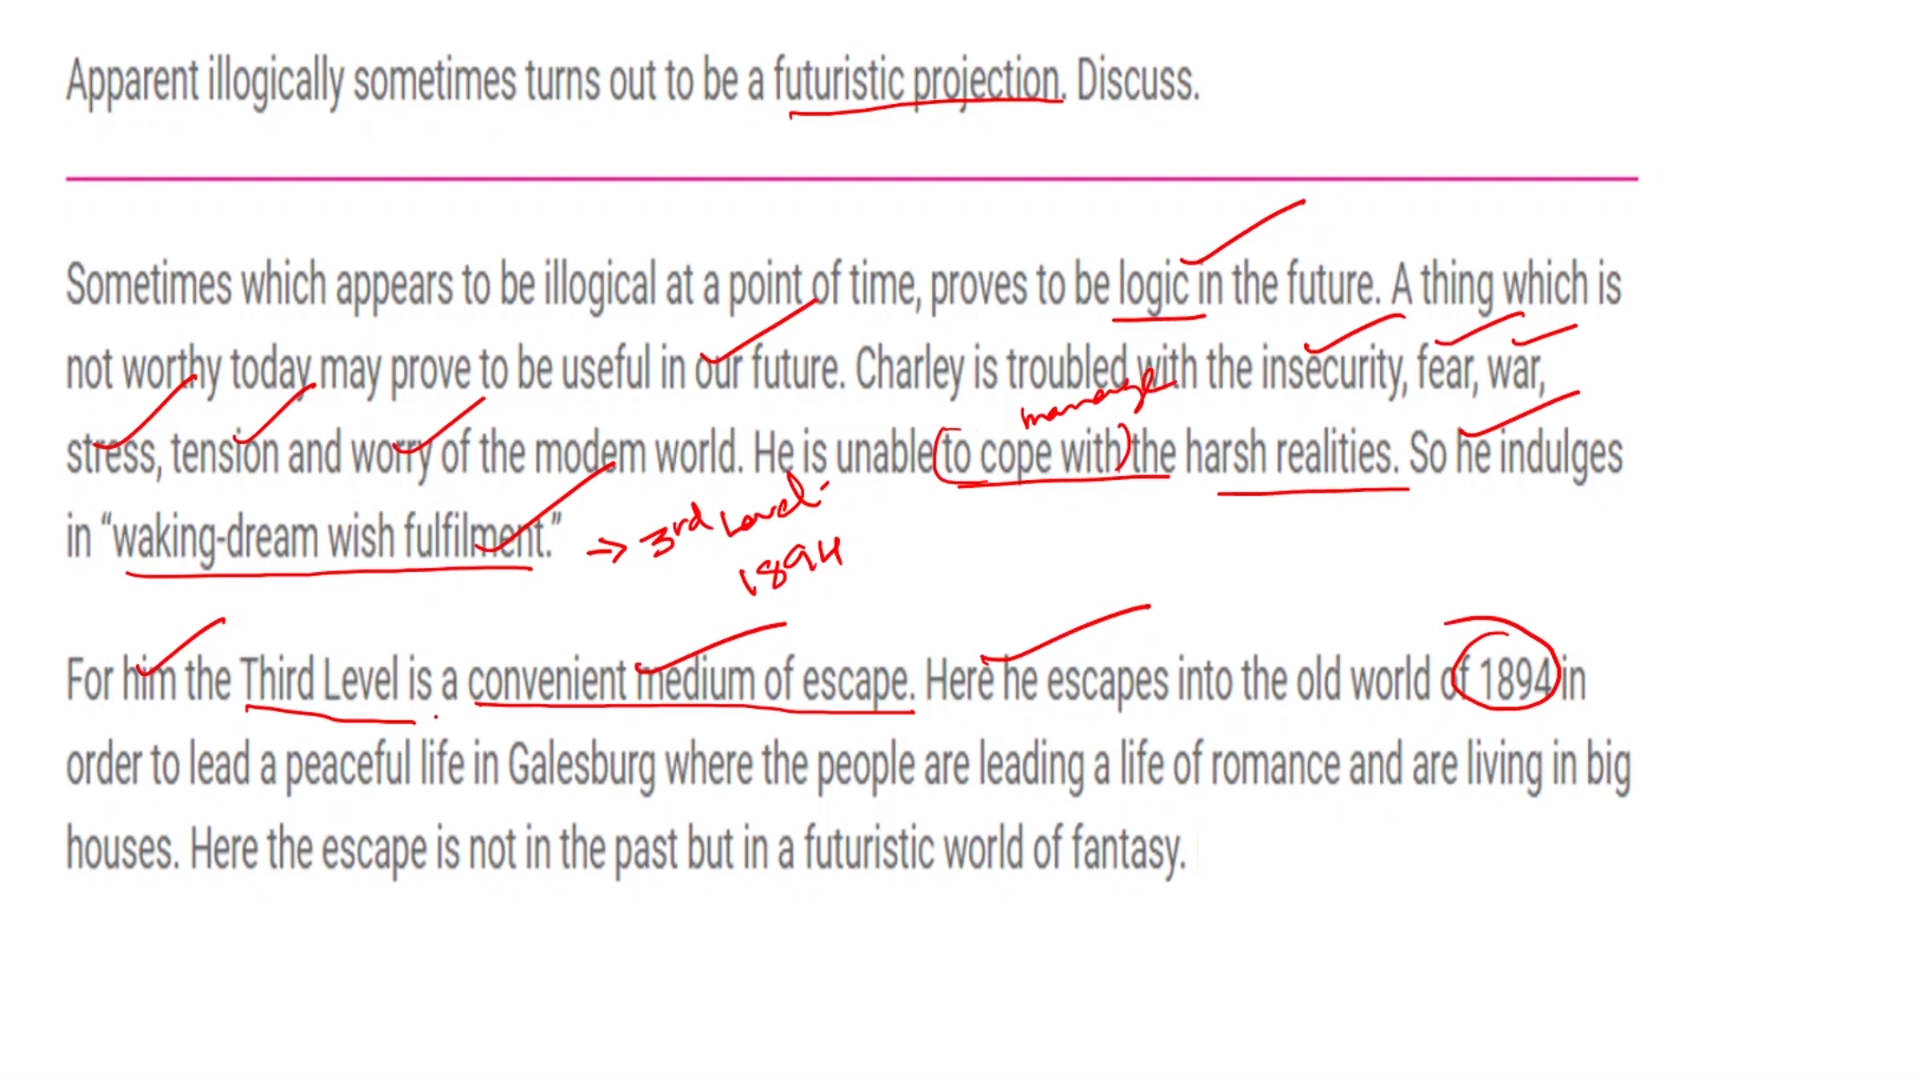 Apparent illogically sometimes turns out to be a futuristic projection. Discuss.
Sometimes which appears to be illogical at a point of time, proves to be logic in the future. A thing which is
not worthy today may prove to be useful in our future. Charley is troubled with the insecurity, fear, war,
manage
stress, tension and worry of the modem world. He is unable (to cope with) the harsh realities. So he indulges
in “waking-dream wish fulfilment.” → 3rd Level-
1894
For him the Third Level is a convenient medium of escape. Here he escapes into the old world of 1894 in
order to lead a peaceful life in Galesburg where the people are leading a life of romance and are living in big
houses. Here the escape is not in the past but in a futuristic world of fantasy.